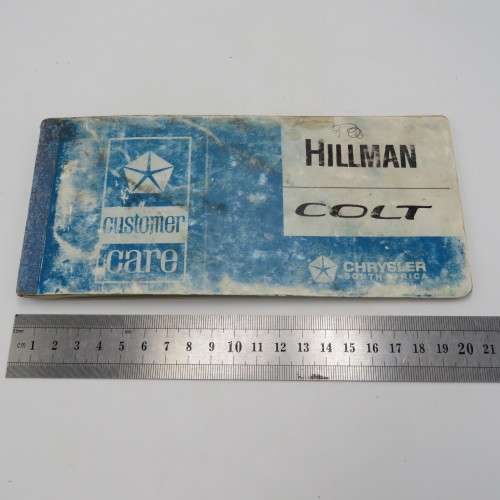 HILLMAN
COLT
customer
care
CHRYSLER
SOUTH AFRICA
cm 1 2 3 4 5 6 7 8 9 10 11 12 13 14 15 16 17 18 19 20 21